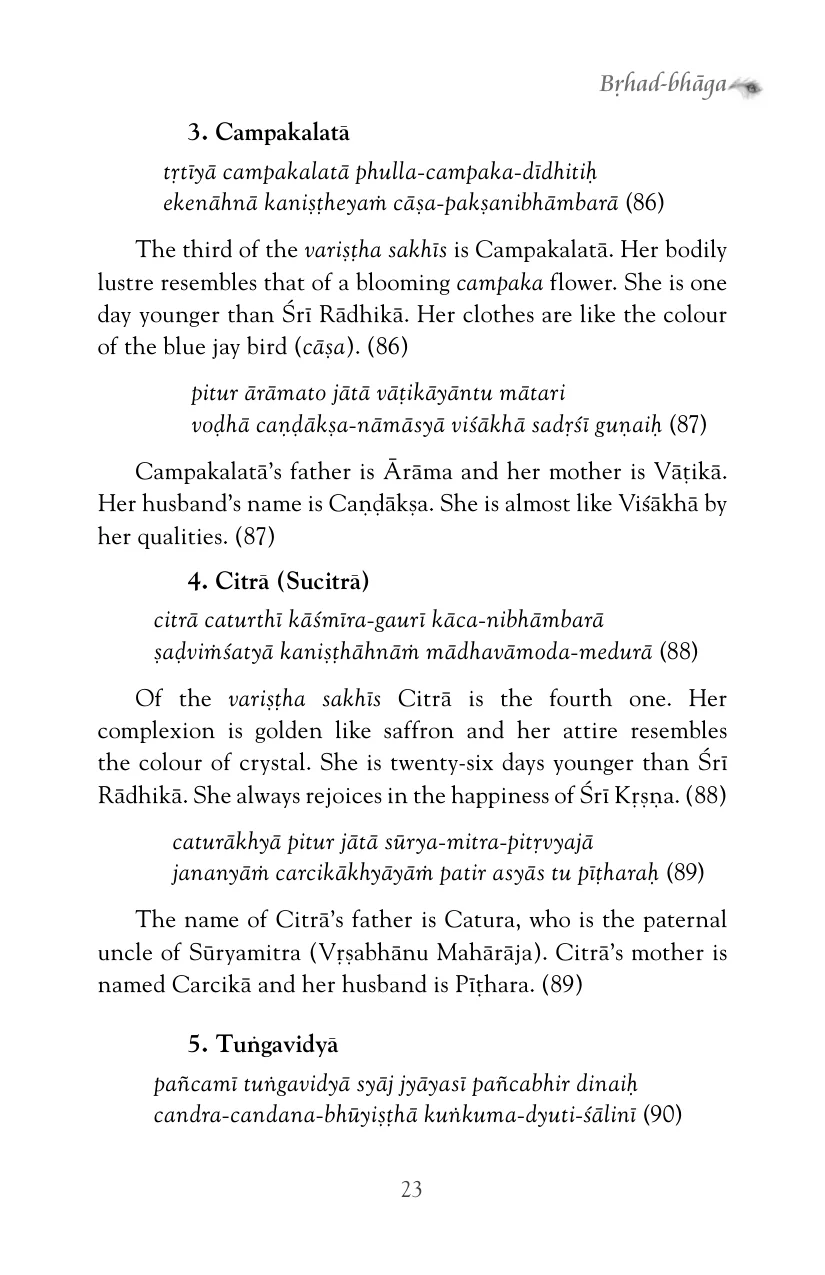 Bṛhad-bhāga
3. Campakalatā
tṛtīyā campakalatā phulla-campaka-dīdhitiḥ
ekenāhnā kaniṣṭheyaṁ cāṣa-pakṣanibhāmbarā (86)
The third of the variṣṭha sakhīs is Campakalatā. Her bodily
lustre resembles that of a blooming campaka flower. She is one
day younger than Śrī Rādhikā. Her clothes are like the colour
of the blue jay bird (cāṣa). (86)
pitur ārāmato jātā vāṭikāyāntu mātari
voḍhā caṇḍākṣa-nāmāsyā viśākhā sadṛśī guṇaiḥ (87)
Campakalatā’s father is Ārāma and her mother is Vāṭikā.
Her husband’s name is Caṇḍākṣa. She is almost like Viśākhā by
her qualities. (87)
4. Citrā (Sucitrā)
citrā caturthī kāśmīra-gaurī kāca-nibhāmbarā
ṣaḍviṁśatyā kaniṣṭhāhnāṁ mādhavāmoda-medurā (88)
Of the variṣṭha sakhīs Citrā is the fourth one. Her
complexion is golden like saffron and her attire resembles
the colour of crystal. She is twenty-six days younger than Śrī
Rādhikā. She always rejoices in the happiness of Śrī Kṛṣṇa. (88)
caturākhyā pitur jātā sūrya-mitra-pitṛvyajā
jananyāṁ carcikākhyāyāṁ patir asyās tu pīṭharaḥ (89)
The name of Citrā’s father is Catura, who is the paternal
uncle of Sūryamitra (Vṛṣabhānu Mahārāja). Citrā’s mother is
named Carcikā and her husband is Pīṭhara. (89)
5. Tuṅgavidyā
pañcamī tuṅgavidyā syāj jyāyasī pañcabhir dinaiḥ
candra-candana-bhūyiṣṭhā kuṅkuma-dyuti-śālinī (90)
23